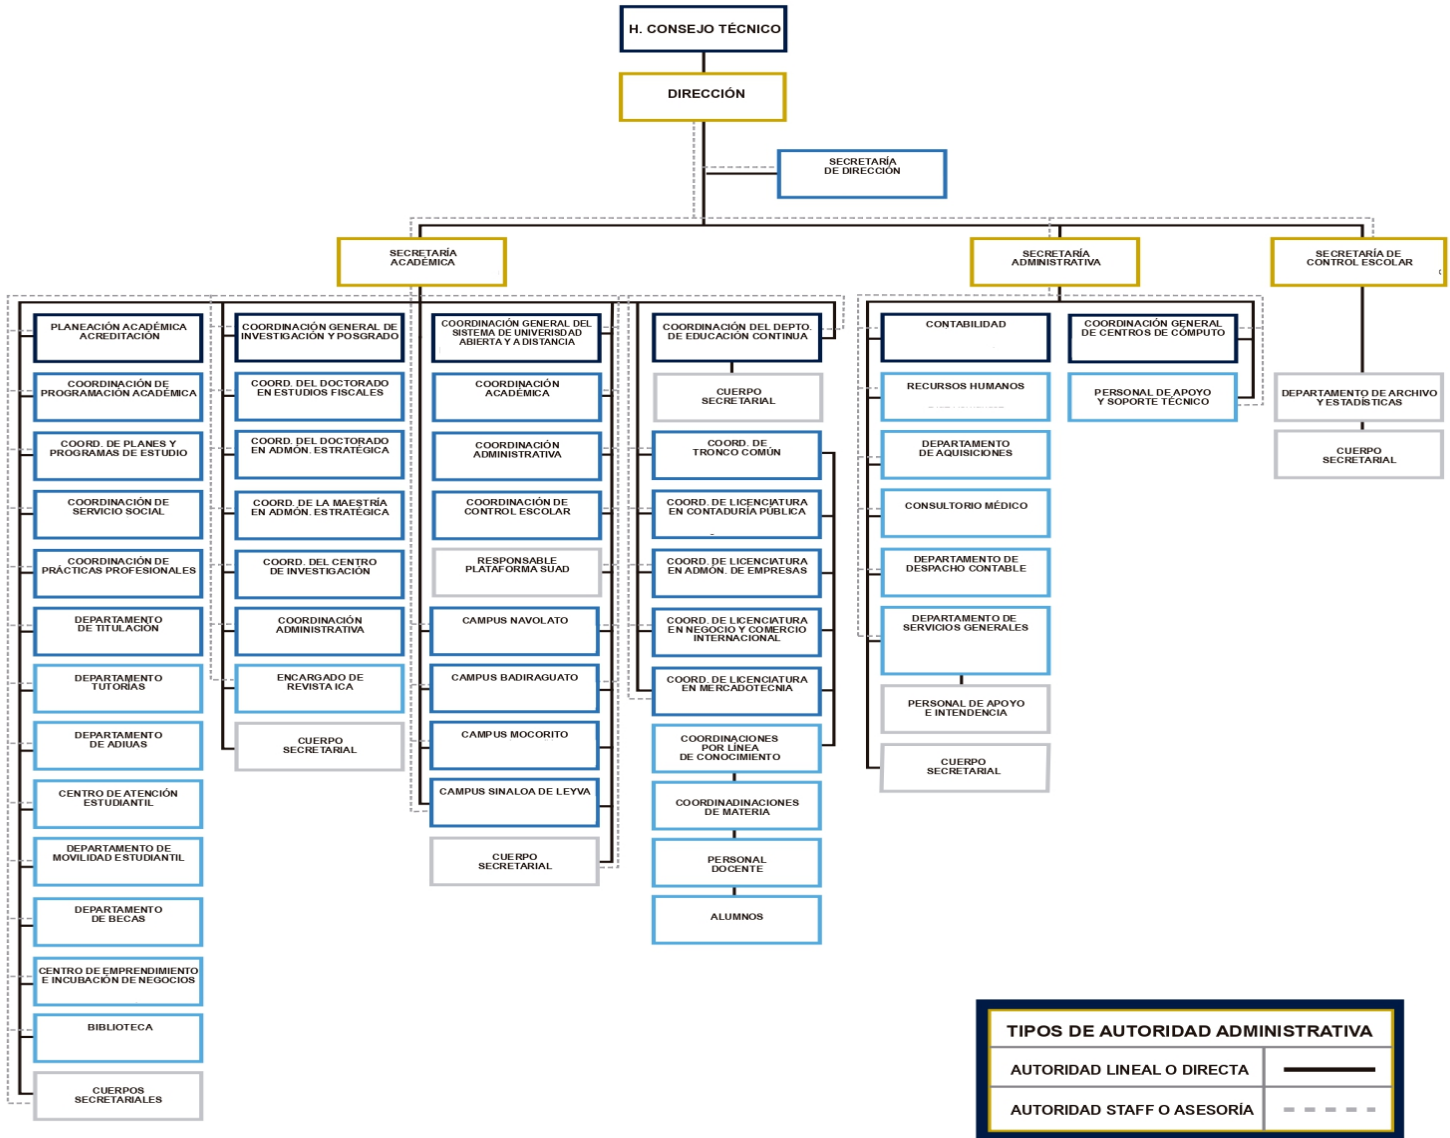 H. CONSEJO TÉCNICO
DIRECCIÓN
SECRETARÍA
DE DIRECCIÓN
SECRETARÍA
ACADÉMICA
SECRETARÍA
ADMINISTRATIVA
SECRETARÍA DE
CONTROL ESCOLAR
PLANEACIÓN ACADÉMICA
ACREDITACIÓN
COORDINACIÓN DE
PROGRAMACIÓN ACADÉMICA
COORD. DE PLANES Y
PROGRAMAS DE ESTUDIO
COORDINACIÓN DE
SERVICIO SOCIAL
COORDINACIÓN DE
PRÁCTICAS PROFESIONALES
DEPARTAMENTO
DE TITULACIÓN
DEPARTAMENTO
TUTORÍAS
DEPARTAMENTO
DE ADIUAS
CENTRO DE ATENCIÓN
ESTUDIANTIL
DEPARTAMENTO DE
MOVILIDAD ESTUDIANTIL
DEPARTAMENTO
DE BECAS
CENTRO DE EMPRENDIMIENTO
E INCUBACIÓN DE NEGOCIOS
BIBLIOTECA
CUERPOS
SECRETARIALES
COORDINACIÓN GENERAL DE
INVESTIGACIÓN Y POSGRADO
COORD. DEL DOCTORADO
EN ESTUDIOS FISCALES
COORD. DEL DOCTORADO
EN ADMÓN. ESTRATÉGICA
COORD. DE LA MAESTRÍA
EN ADMÓN. ESTRATÉGICA
COORD. DEL CENTRO
DE INVESTIGACIÓN
COORDINACIÓN
ADMINISTRATIVA
ENCARGADO DE
REVISTA ICA
CUERPO
SECRETARIAL
COORDINACIÓN GENERAL DEL
SISTEMA DE UNIVERISDAD
ABIERTA Y A DISTANCIA
COORDINACIÓN
ACADÉMICA
COORDINACIÓN
ADMINISTRATIVA
COORDINACIÓN DE
CONTROL ESCOLAR
RESPONSABLE
PLATAFORMA SUAD
CAMPUS NAVOLATO
CAMPUS BADIRAGUATO
CAMPUS MOCORITO
CAMPUS SINALOA DE LEYVA
CUERPO
SECRETARIAL
COORDINACIÓN DEL DEPTO.
DE EDUCACIÓN CONTINUA
CUERPO
SECRETARIAL
COORD. DE
TRONCO COMÚN
COORD. DE LICENCIATURA
EN CONTADURÍA PÚBLICA
COORD. DE LICENCIATURA
EN ADMÓN. DE EMPRESAS
COORD. DE LICENCIATURA
EN NEGOCIO Y COMERCIO
INTERNACIONAL
COORD. DE LICENCIATURA
EN MERCADOTECNIA
COORDINACIONES
POR LÍNEA
DE CONOCIMIENTO
COORDINADINACIONES
DE MATERIA
PERSONAL
DOCENTE
ALUMNOS
CONTABILIDAD
RECURSOS HUMANOS
DEPARTAMENTO
DE AQUISICIONES
CONSULTORIO MÉDICO
DEPARTAMENTO DE
DESPACHO CONTABLE
DEPARTAMENTO DE
SERVICIOS GENERALES
PERSONAL DE APOYO
E INTENDENCIA
CUERPO
SECRETARIAL
COORDINACIÓN GENERAL
DE CENTROS DE CÓMPUTO
PERSONAL DE APOYO
Y SOPORTE TÉCNICO
DEPARTAMENTO DE ARCHIVO
Y ESTADÍSTICAS
CUERPO
SECRETARIAL
TIPOS DE AUTORIDAD ADMINISTRATIVA
AUTORIDAD LINEAL O DIRECTA
AUTORIDAD STAFF O ASESORÍA